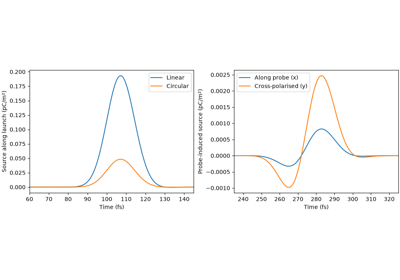 Linear
Circular
0.200
0.175
0.150
0.125
0.100
0.075
0.050
0.025
0.000
60 70 80 90 100 110 120 130 140
Time (fs)
Source along launch (pC/m²)
Along probe (x)
Cross-polarised (y)
0.0025
0.0020
0.0015
0.0010
0.0005
0.0000
−0.0005
−0.0010
240 250 260 270 280 290 300 310 320
Time (fs)
Probe-induced source (pC/m²)